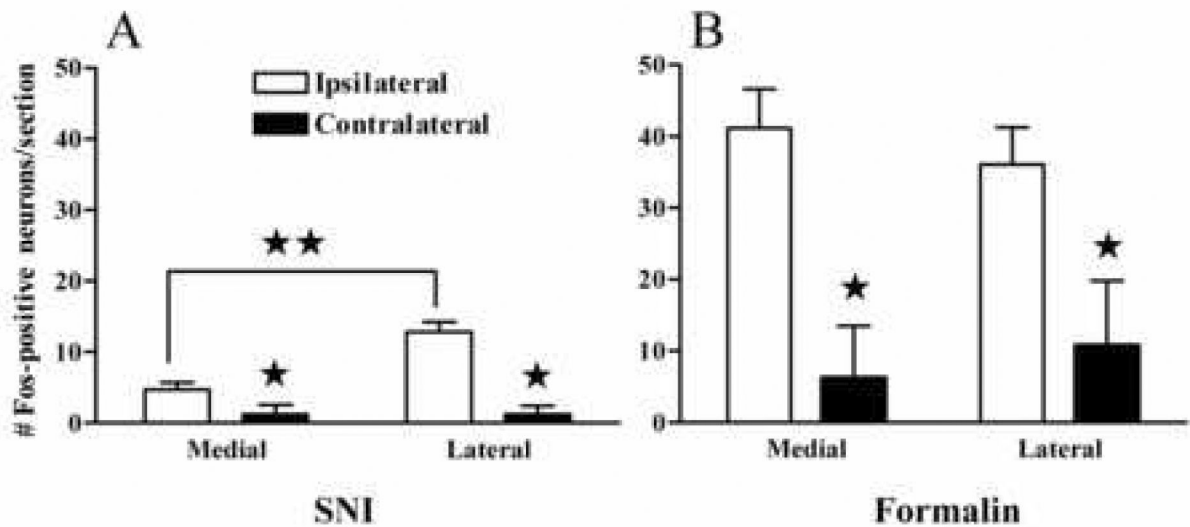 A
B
# Fos-positive neurons/section
50
40
30
20
10
0
Ipsilateral
Contralateral
★★
★
★
Medial
Lateral
SNI
50
40
30
20
10
0
★
★
Medial
Lateral
Formalin